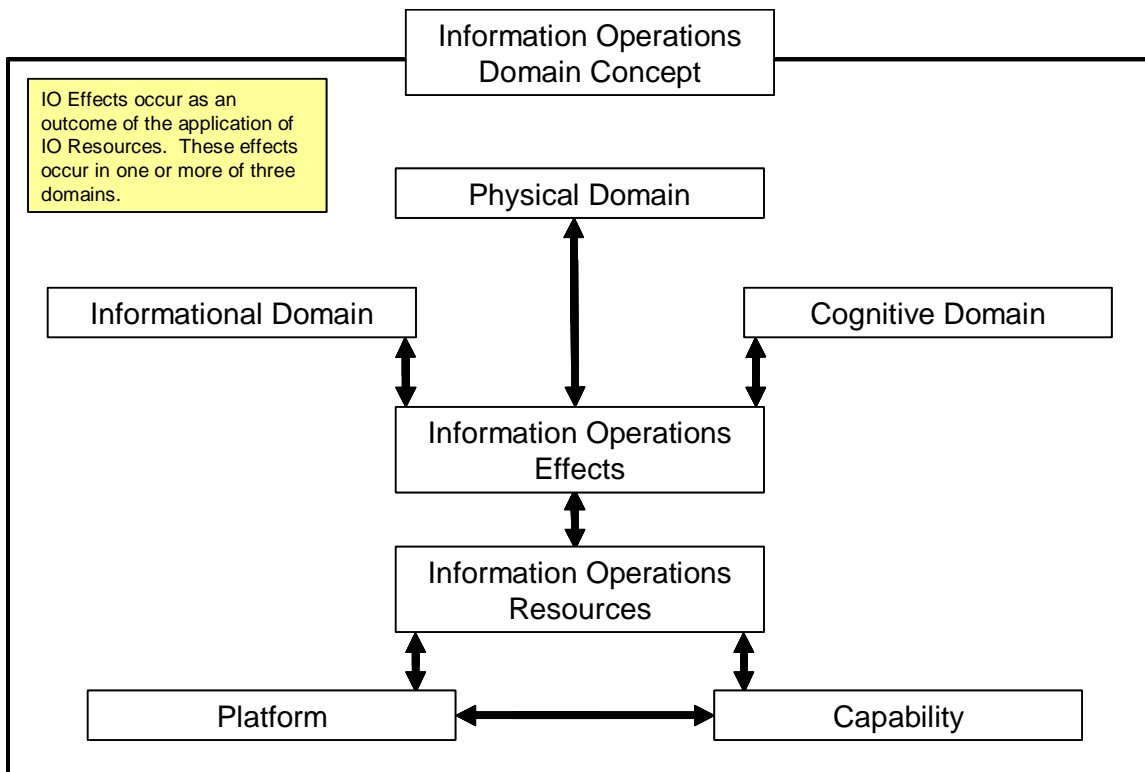 Information Operations
Domain Concept
IO Effects occur as an
outcome of the application of
IO Resources. These effects
occur in one or more of three
domains.
Physical Domain
Informational Domain
Cognitive Domain
Information Operations
Effects
Information Operations
Resources
Platform
Capability